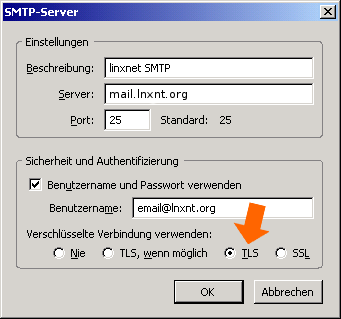 SMTP-Server
Einstellungen
Beschreibung: linxnet SMTP
Server: mail.lnxnt.org
Port: 25 Standard: 25
Sicherheit und Authentifizierung
Benutzername und Passwort verwenden
Benutzername: email@lnxnt.org
Verschlüsselte Verbindung verwenden:
Nie TLS, wenn möglich TLS SSL
OK Abbrechen